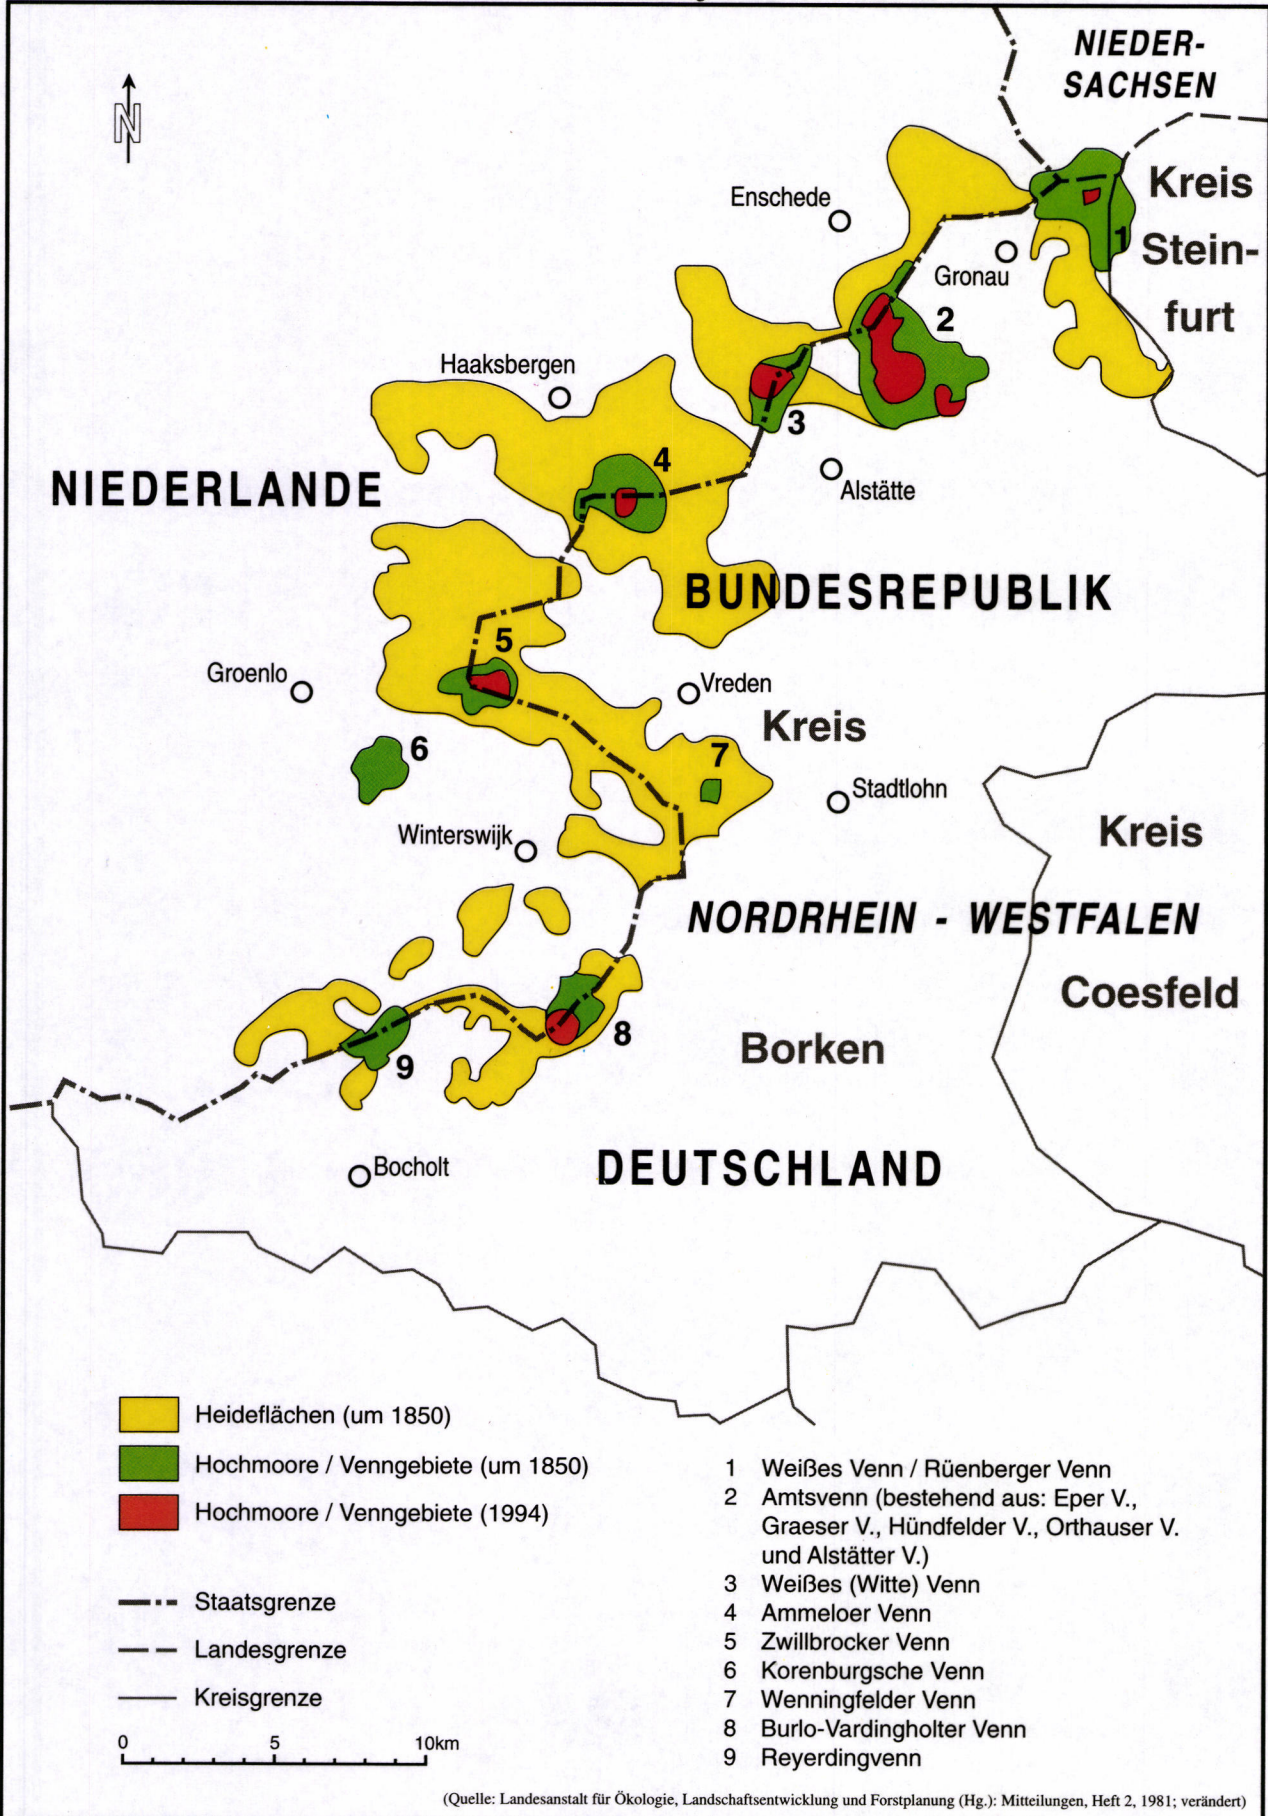 NIEDER-
SACHSEN
N
Kreis
Stein-
furt
Enschede
Gronau
1
2
Haaksbergen
3
4
Alstätte
NIEDERLANDE
BUNDESREPUBLIK
5
Groenlo
Vreden
Kreis
6
7
Stadtlohn
Winterswijk
Kreis
NORDRHEIN - WESTFALEN
Coesfeld
8
Borken
9
Bocholt
DEUTSCHLAND
Heideflächen (um 1850)
Hochmoore / Venngebiete (um 1850)
Hochmoore / Venngebiete (1994)
Staatsgrenze
Landesgrenze
Kreisgrenze
0 5 10km
1 Weißes Venn / Rüenberger Venn
2 Amtsvenn (bestehend aus: Eper V.,
Graeser V., Hündfelder V., Orthauser V.
und Alstätter V.)
3 Weißes (Witte) Venn
4 Ammeloer Venn
5 Zwillbrocker Venn
6 Korenburgsche Venn
7 Wenningfelder Venn
8 Burlo-Vardingholter Venn
9 Reyerdingvenn
(Quelle: Landesanstalt für Ökologie, Landschaftsentwicklung und Forstplanung (Hg.): Mitteilungen, Heft 2, 1981; verändert)